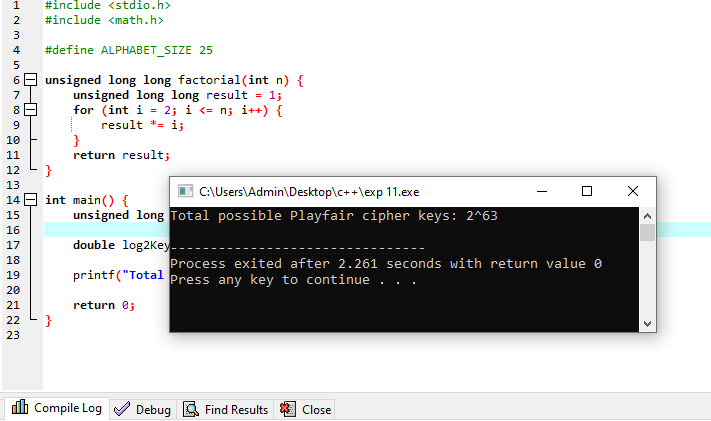 1 #include <stdio.h>
2 #include <math.h>
3
4 #define ALPHABET_SIZE 25
5
6 unsigned long long factorial(int n) {
7 unsigned long long result = 1;
8 for (int i = 2; i <= n; i++) {
9 result *= i;
10 }
11 return result;
12 }
13
14 int main() {
15 unsigned long
16
17 double log2Key
18
19 printf("Total
20
21 return 0;
22 }
23
C:\Users\Admin\Desktop\c++\exp 11.exe
Total possible Playfair cipher keys: 2^63
--------------------------------
Process exited after 2.261 seconds with return value 0
Press any key to continue . . .
Compile Log Debug Find Results Close